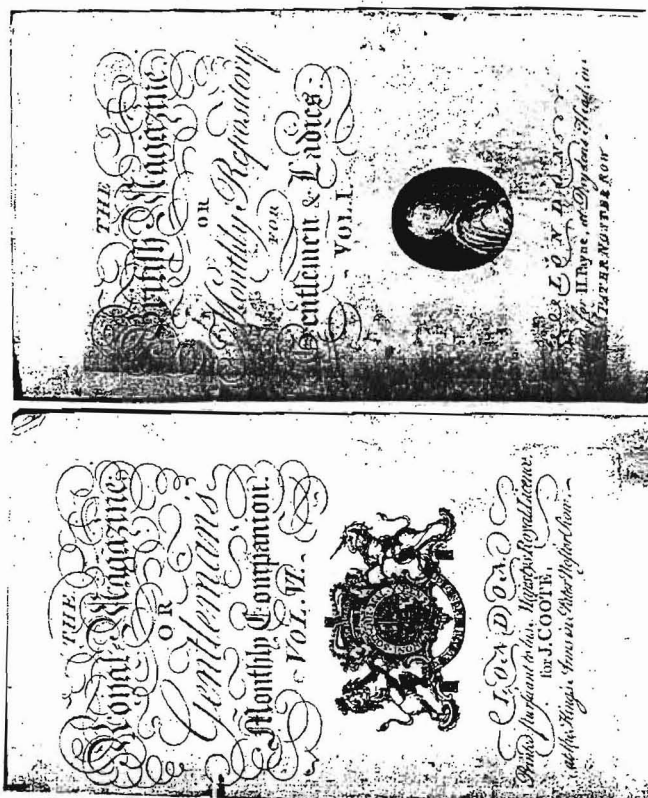 THE
British Magazine
OR
Monthly Repository
FOR
Gentlemen & Ladies.
VOL. I.
LONDON
for H. Payne, at Dryden's Head, in
PATERNOSTER ROW.
THE
Royal Magazine
OR
Gentleman's
Monthly Companion.
VOL. VI.
LONDON.
Printed Pursuant to his Majesty's Royal Licence,
for J. COOTE,
at the King's Arms in Pater Noster Row.